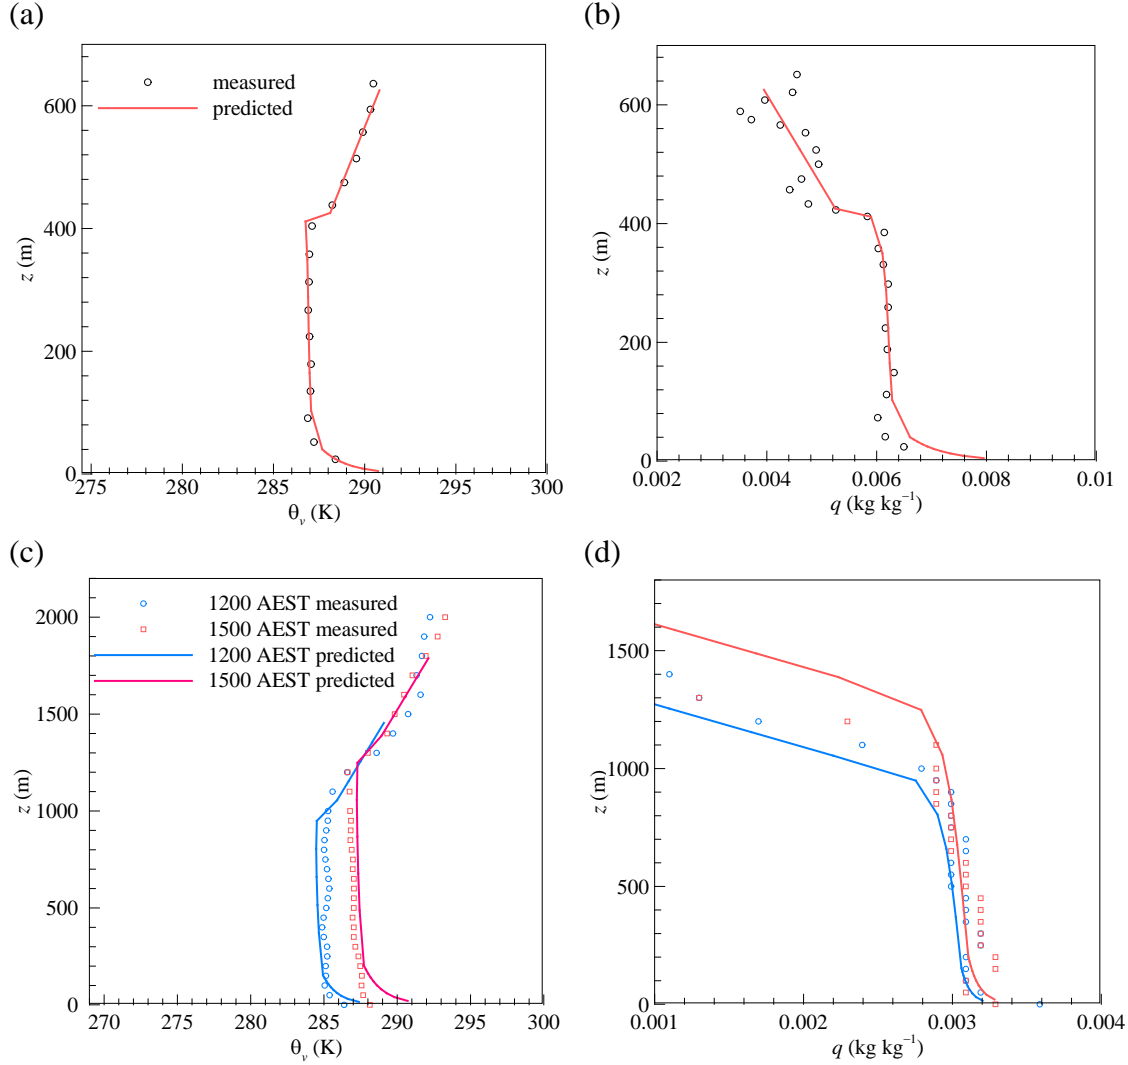 (a)
measured
predicted
600
400
200
0
z (m)
275
280
285
290
295
300
θv (K)
(b)
600
400
200
0
z (m)
0.002
0.004
0.006
0.008
0.01
q (kg kg−1)
(c)
1200 AEST measured
1500 AEST measured
1200 AEST predicted
1500 AEST predicted
2000
1500
1000
500
0
z (m)
270
275
280
285
290
295
300
θv (K)
(d)
1500
1000
500
0
z (m)
0.001
0.002
0.003
0.004
q (kg kg−1)